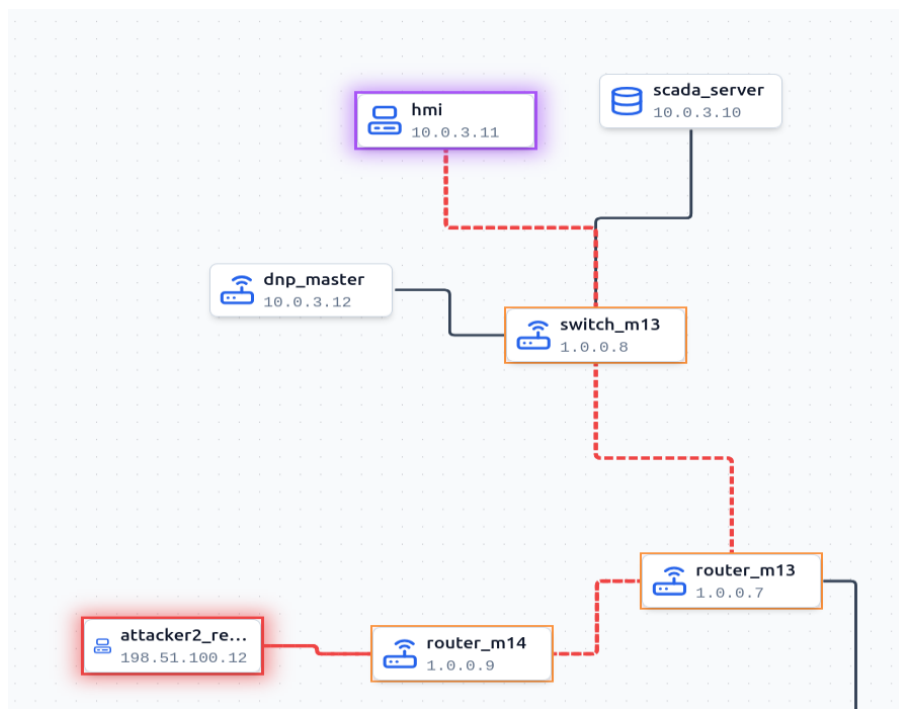 hmi
10.0.3.11
scada_server
10.0.3.10
dnp_master
10.0.3.12
switch_m13
1.0.0.8
router_m13
1.0.0.7
attacker2_re...
198.51.100.12
router_m14
1.0.0.9